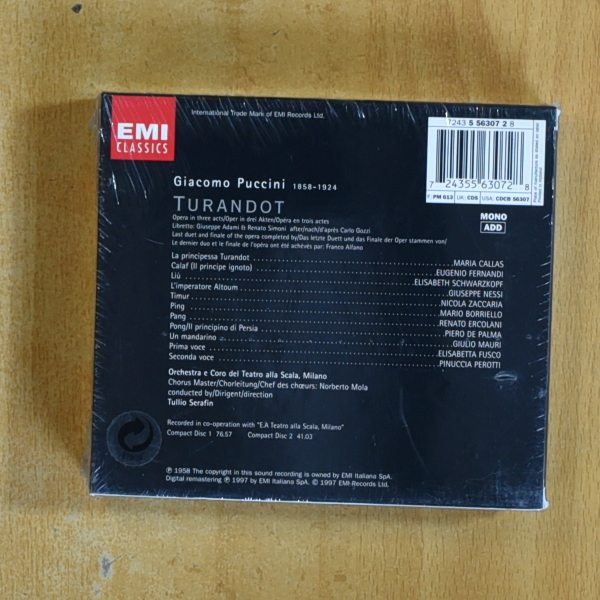 EMI
CLASSICS
International Trade Mark of EMI Records Ltd.
7243 5 56307 2 8
7 24355 63072 8
F: PM 613 UK: CDS USA: CDCB 56307
Giacomo Puccini 1858–1924
TURANDOT
MONO
ADD
Opera in three acts/Oper in drei Akten/Opéra en trois actes
Libretto: Giuseppe Adami & Renato Simoni after/nach/d'après Carlo Gozzi
Last duet and finale of the opera completed by/Das letzte Duett und das Finale der Oper stammen von/
Le dernier duo et le finale de l'opéra ont été achevés par: Franco Alfano
La principessa Turandot MARIA CALLAS
Calaf (Il principe ignoto) EUGENIO FERNANDI
Liù ELISABETH SCHWARZKOPF
L'imperatore Altoum GIUSEPPE NESSI
Timur NICOLA ZACCARIA
Ping MARIO BORRIELLO
Pang RENATO ERCOLANI
Pong/Il principino di Persia PIERO DE PALMA
Un mandarino GIULIO MAURI
Prima voce ELISABETTA FUSCO
Seconda voce PINUCCIA PEROTTI
Orchestra e Coro del Teatro alla Scala, Milano
Chorus Master/Chorleitung/Chef des chœurs: Norberto Mola
conducted by/Dirigent/direction
Tullio Serafin
Recorded in co-operation with "E.A Teatro alla Scala, Milano"
Compact Disc 1 76.57 Compact Disc 2 41.03
℗ 1958 The copyright in this sound recording is owned by EMI Italiana SpA.
Digital remastering ℗ 1997 by EMI Italiana SpA. © 1997 EMI Records Ltd.